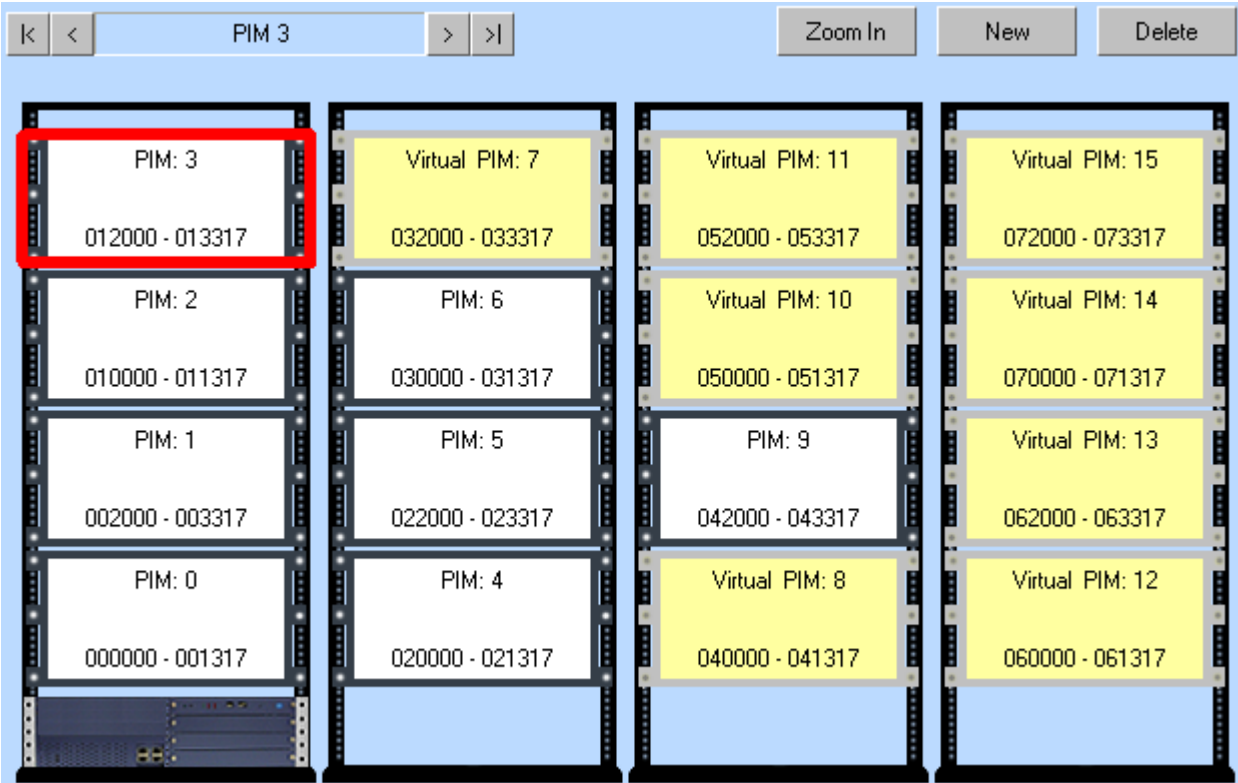 |< < PIM 3 > >| Zoom In New Delete
PIM: 3
012000 - 013317
Virtual PIM: 7
032000 - 033317
Virtual PIM: 11
052000 - 053317
Virtual PIM: 15
072000 - 073317
PIM: 2
010000 - 011317
PIM: 6
030000 - 031317
Virtual PIM: 10
050000 - 051317
Virtual PIM: 14
070000 - 071317
PIM: 1
002000 - 003317
PIM: 5
022000 - 023317
PIM: 9
042000 - 043317
Virtual PIM: 13
062000 - 063317
PIM: 0
000000 - 001317
PIM: 4
020000 - 021317
Virtual PIM: 8
040000 - 041317
Virtual PIM: 12
060000 - 061317